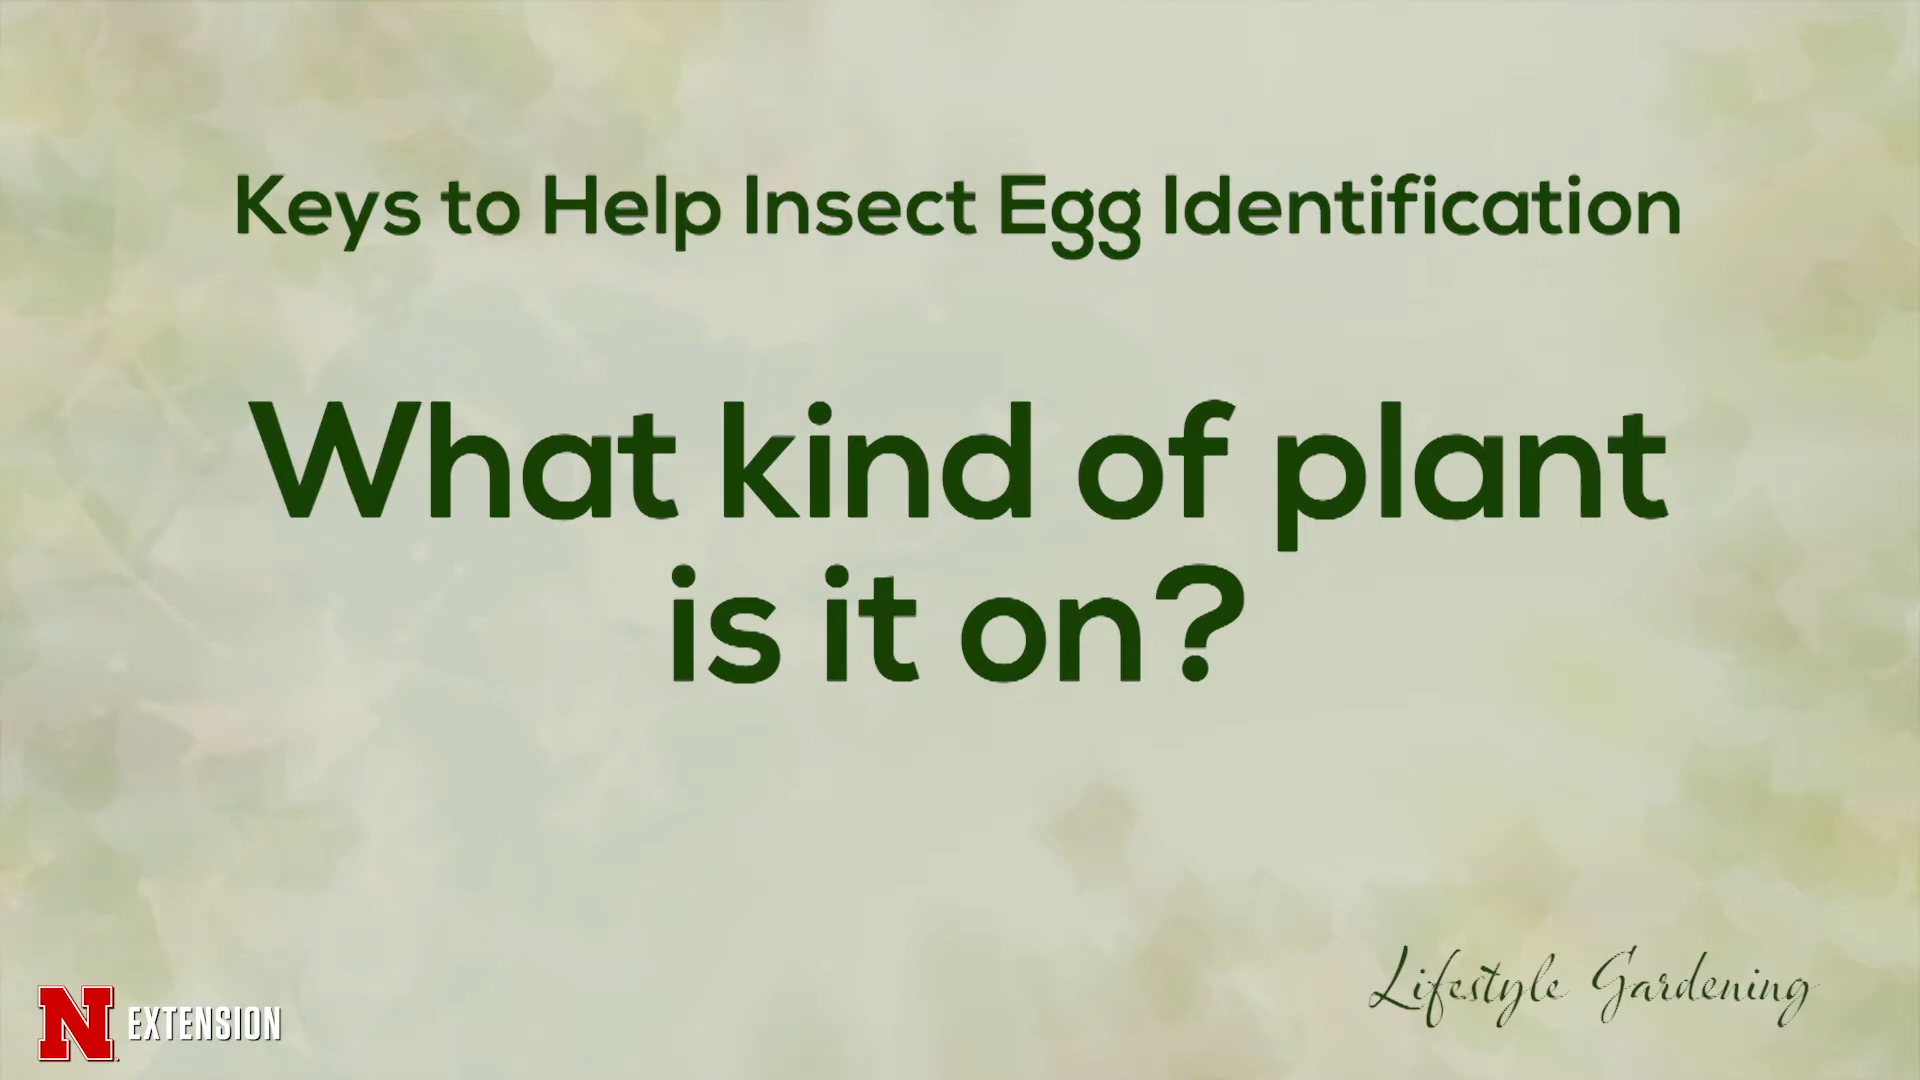 Keys to Help Insect Egg Identification
What kind of plant
is it on?
Lifestyle Gardening
N EXTENSION